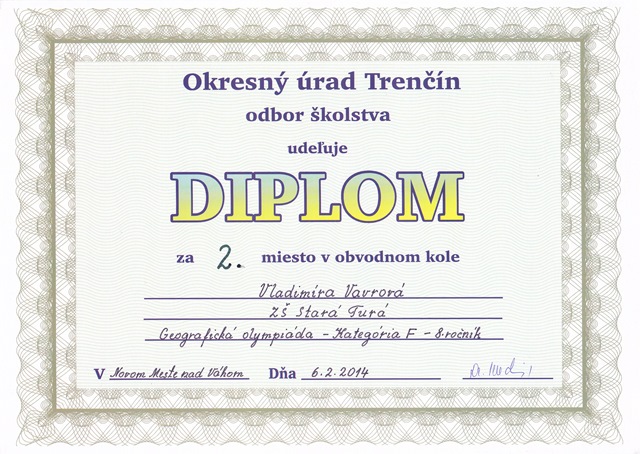 Okresný úrad Trenčín
odbor školstva
udeľuje
DIPLOM
za 2. miesto v obvodnom kole
Vladimíra Vavrová
ZŠ Stará Turá
Geografická olympiáda - Kategória F - 8.ročník
V Novom Meste nad Váhom Dňa 6.2.2014